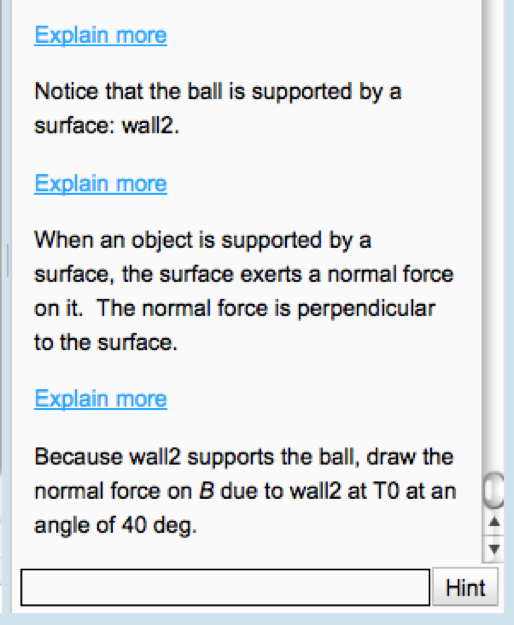 Explain more
Notice that the ball is supported by a
surface: wall2.
Explain more
When an object is supported by a
surface, the surface exerts a normal force
on it.  The normal force is perpendicular
to the surface.
Explain more
Because wall2 supports the ball, draw the
normal force on B due to wall2 at T0 at an
angle of 40 deg.
Hint